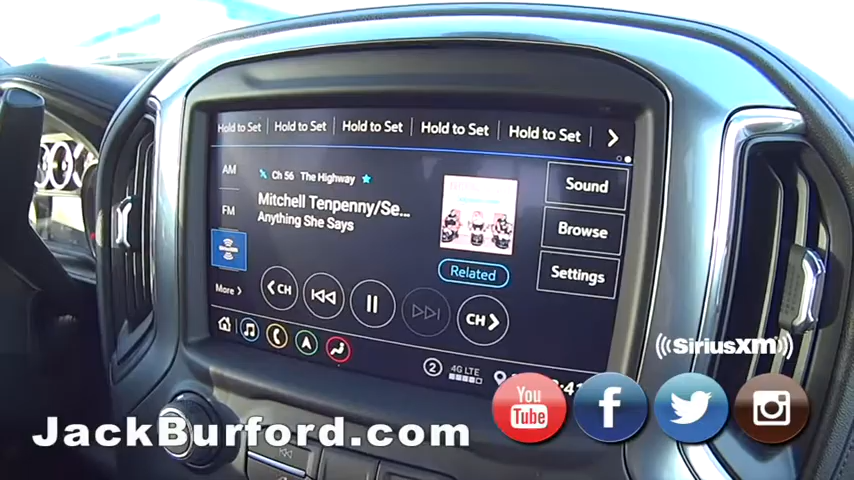 Hold to Set Hold to Set Hold to Set Hold to Set Hold to Set
AM
Ch 56 The Highway
Mitchell Tenpenny/Se...
Anything She Says
FM
More
CH
CH
Related
Sound
Browse
Settings
2 4G LTE
SiriusXM
You
Tube
JackBurford.com